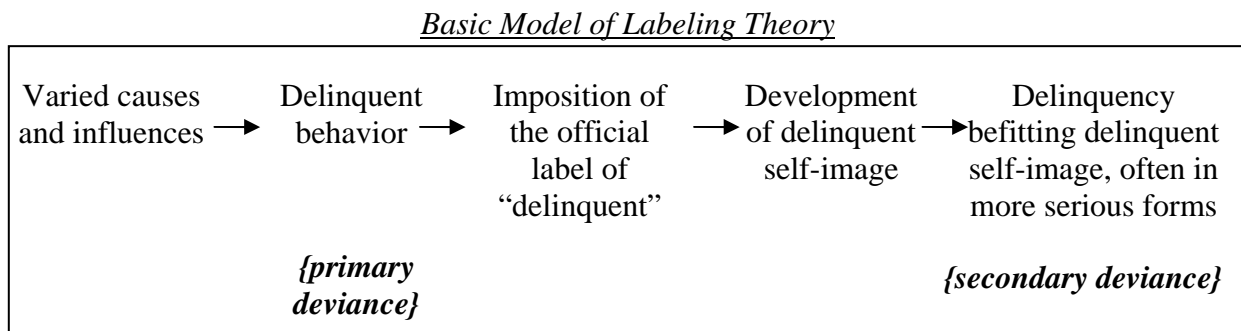 Basic Model of Labeling Theory
Varied causes
and influences
Delinquent
behavior
Imposition of
the official
label of
“delinquent”
Development
of delinquent
self-image
Delinquency
befitting delinquent
self-image, often in
more serious forms
{primary
deviance}
{secondary deviance}